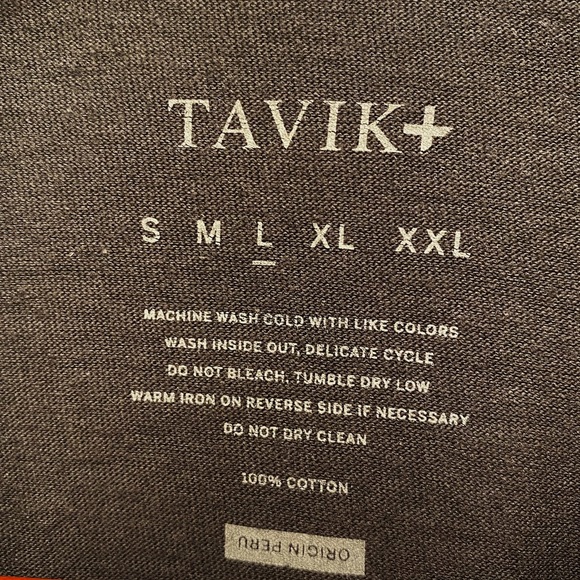 TAVIK+
S M L XL XXL
MACHINE WASH COLD WITH LIKE COLORS
WASH INSIDE OUT, DELICATE CYCLE
DO NOT BLEACH, TUMBLE DRY LOW
WARM IRON ON REVERSE SIDE IF NECESSARY
DO NOT DRY CLEAN
100% COTTON
ORIGIN PERU